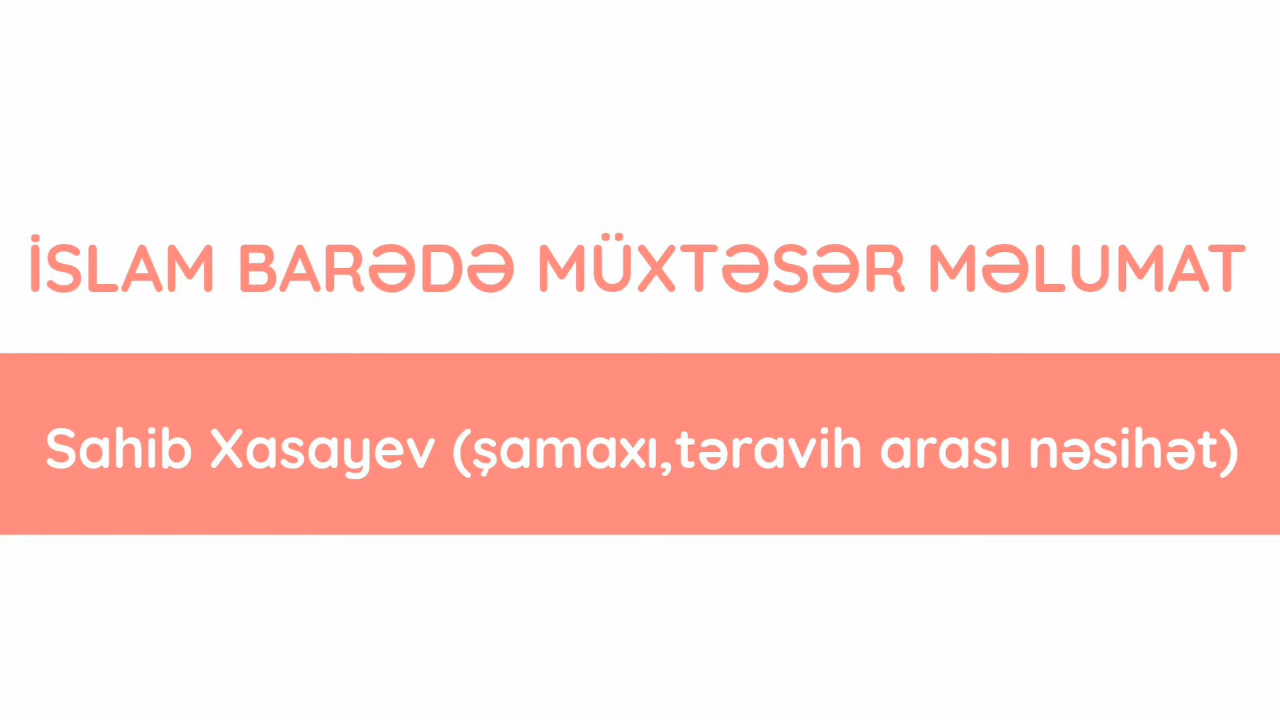 İSLAM BARƏDƏ MÜXTƏSƏR MƏLUMAT
Sahib Xasayev (şamaxı,təravih arası nəsihət)